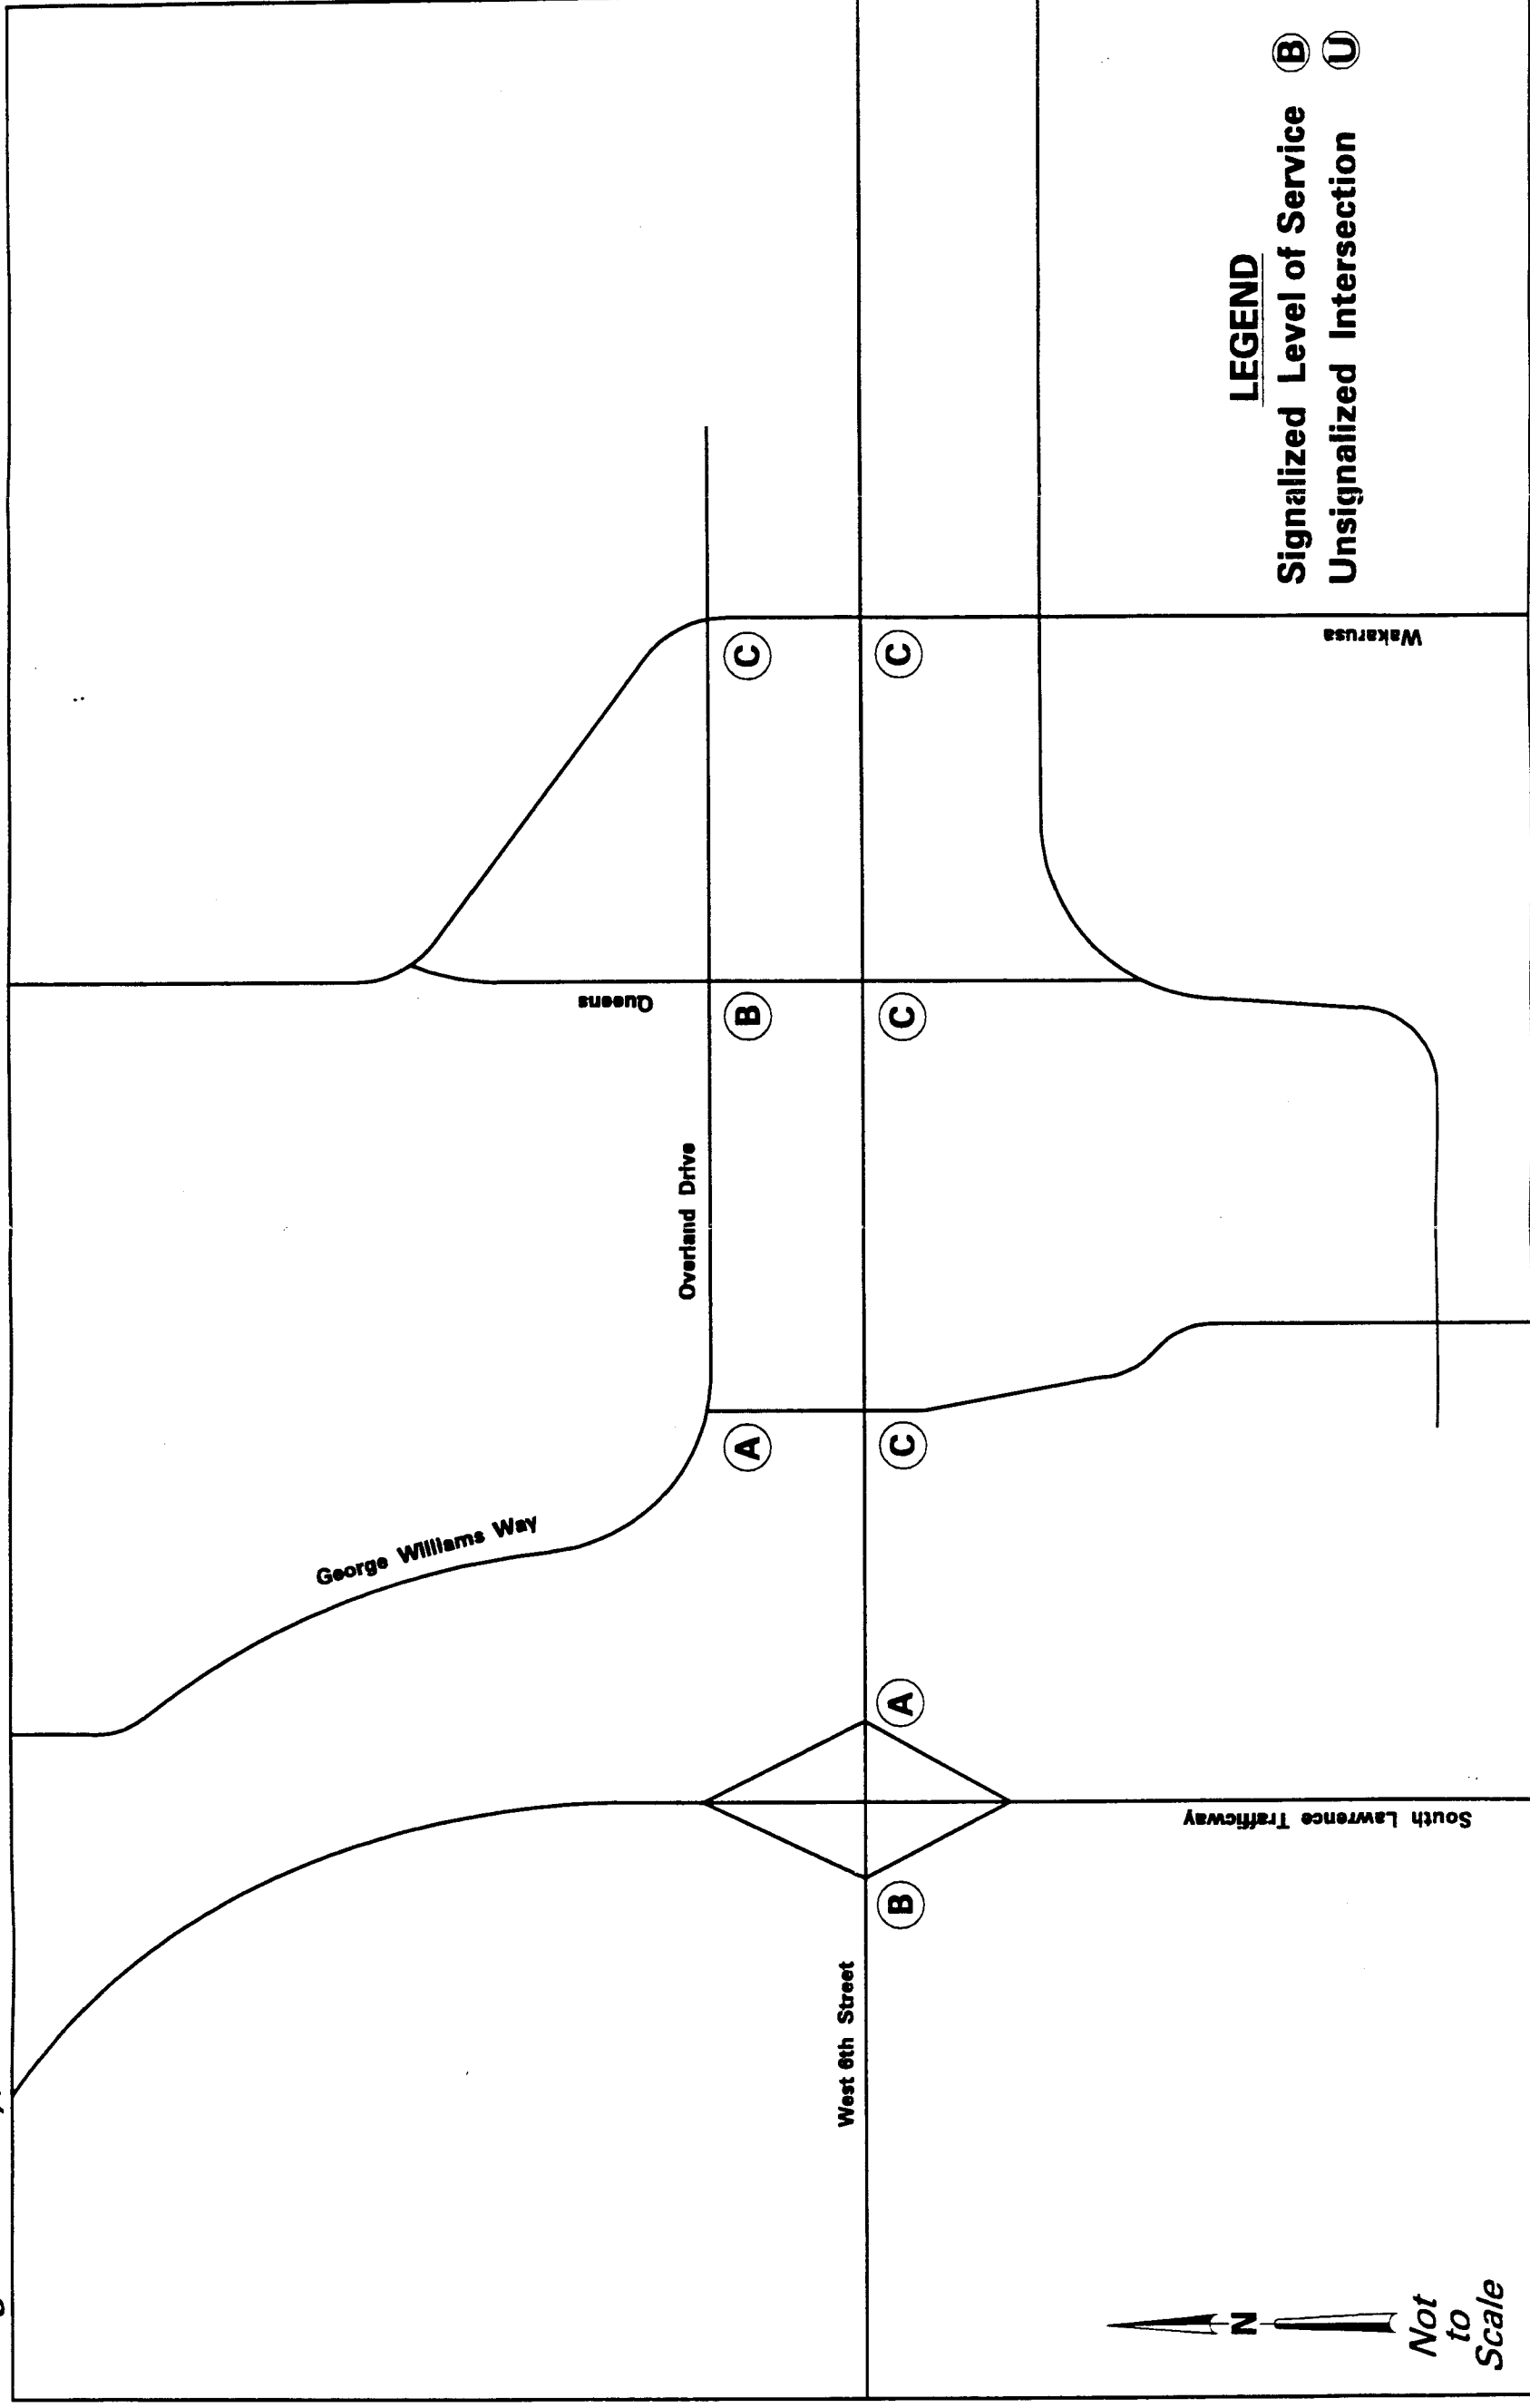 George Williams Way
Overland Drive
Queens
A
B
C
West 6th Street
B
A
C
C
C
South Lawrence Trafficway
Wakarusa
N
Not
to
Scale
LEGEND
Signalized Level of Service B
Unsignalized Intersection U